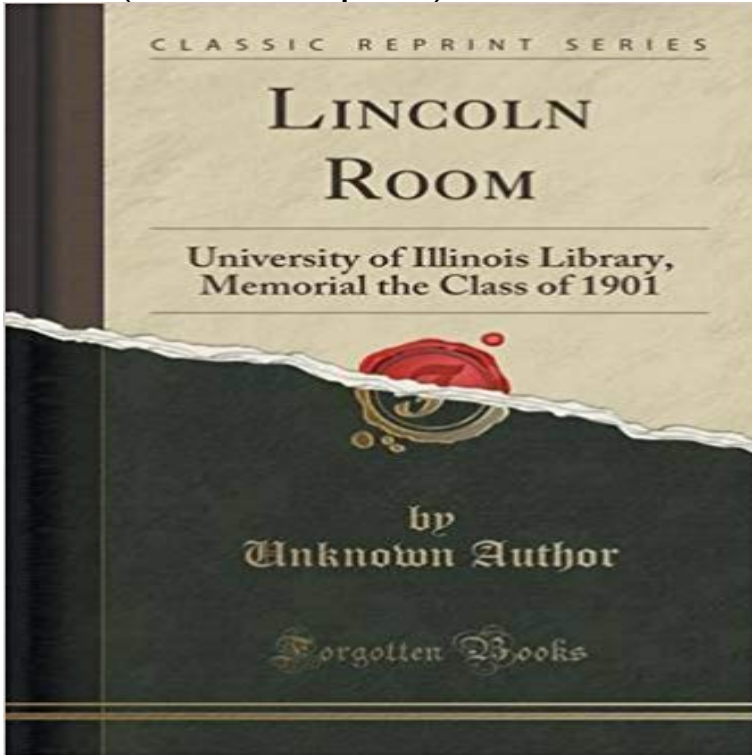 CLASSIC REPRINT SERIES
LINCOLN
ROOM
University of Illinois Library,
Memorial the Class of 1901
by
Unknown Author
Forgotten Books